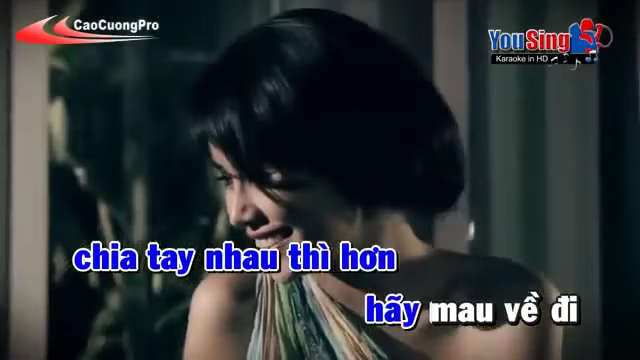 CaoCuongPro
YouSing
Karaoke in HD
chia tay nhau thì hơn
hãy mau về đi